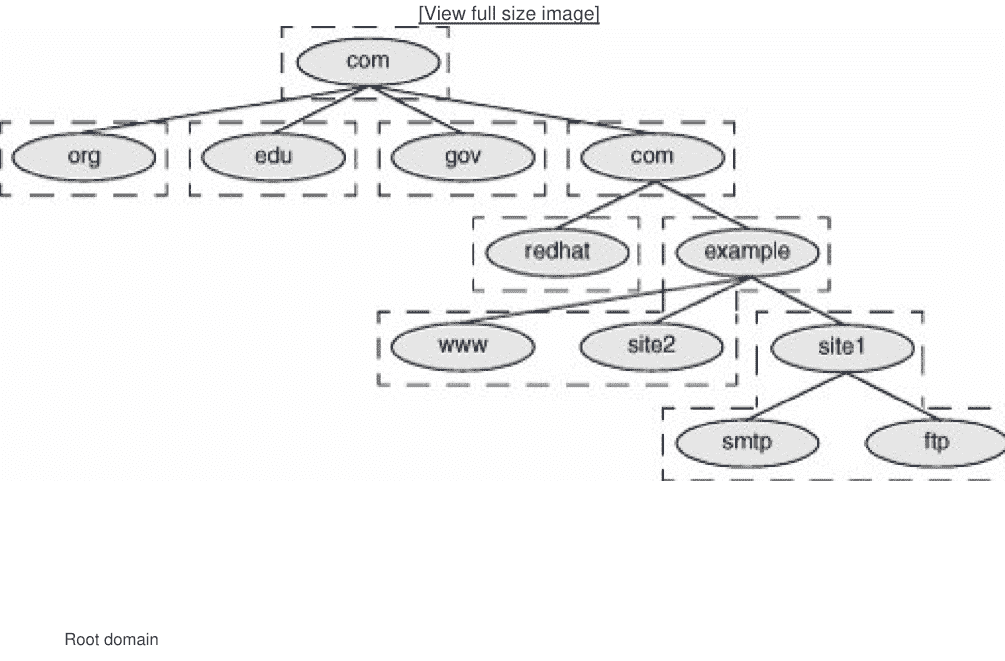 [View full size image]
com
org edu gov com
redhat example
www site2 site1
smtp ftp
Root domain